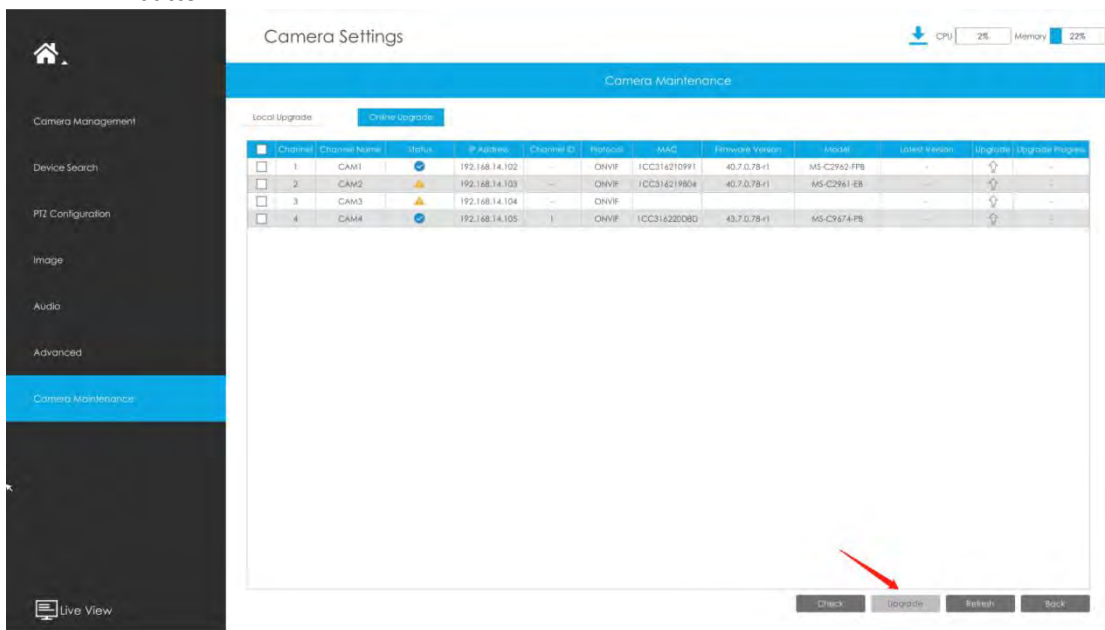 Camera Settings
CPU 2% Memory 22%
Camera Maintenance
Camera Management
Device Search
PTZ Configuration
Image
Audio
Advanced
Camera Maintenance
Live View
Local Upgrade Online Upgrade
Channel Channel Name Status IP Address Channel ID Protocol MAC Firmware Version Model Latest Version Upgrade Upgrade Progress
1 CAM1 192.168.14.102 - ONVIF 1CC316210991 40.7.0.78-r1 MS-C2962-FPB - -
2 CAM2 192.168.14.103 - ONVIF 1CC316219804 40.7.0.78-r1 MS-C2961-EB - -
3 CAM3 192.168.14.104 - ONVIF - -
4 CAM4 192.168.14.105 1 ONVIF 1CC316220D8D 43.7.0.78-r1 MS-C9674-PB - -
Check Upgrade Refresh Back